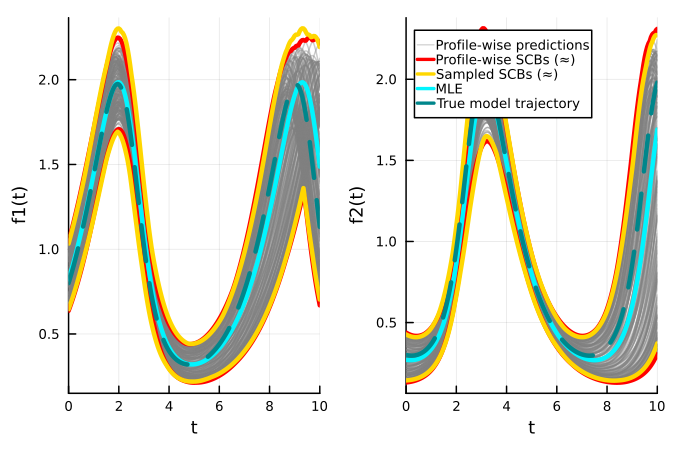 f1(t)
2.0
1.5
1.0
0.5
0 2 4 6 8 10
t
f2(t)
2.0
1.5
1.0
0.5
0 2 4 6 8 10
t
Profile-wise predictions
Profile-wise SCBs (≈)
Sampled SCBs (≈)
MLE
True model trajectory